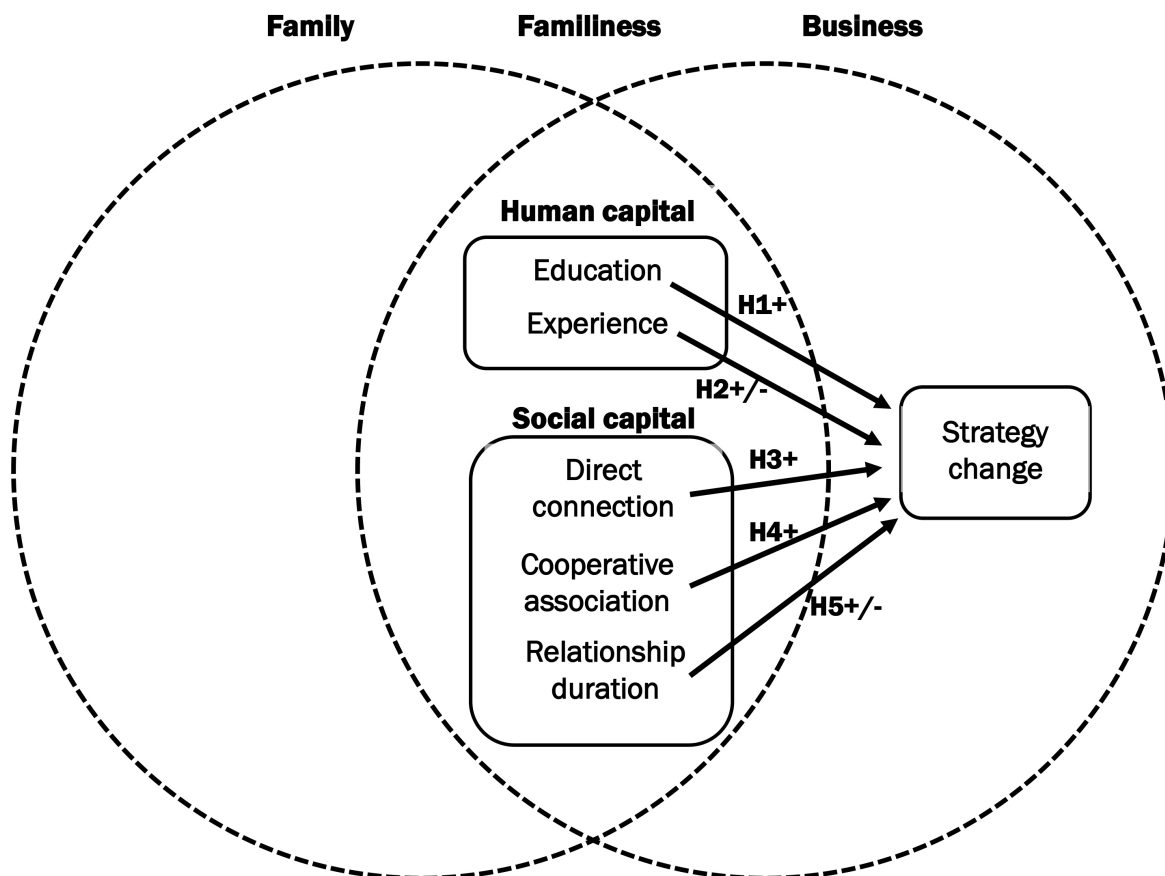 Family Familiness Business
Human capital
Education
H1+
Experience
H2+/-
Social capital
Direct
connection
H3+
Cooperative
association
H4+
Relationship
duration
H5+/-
Strategy
change